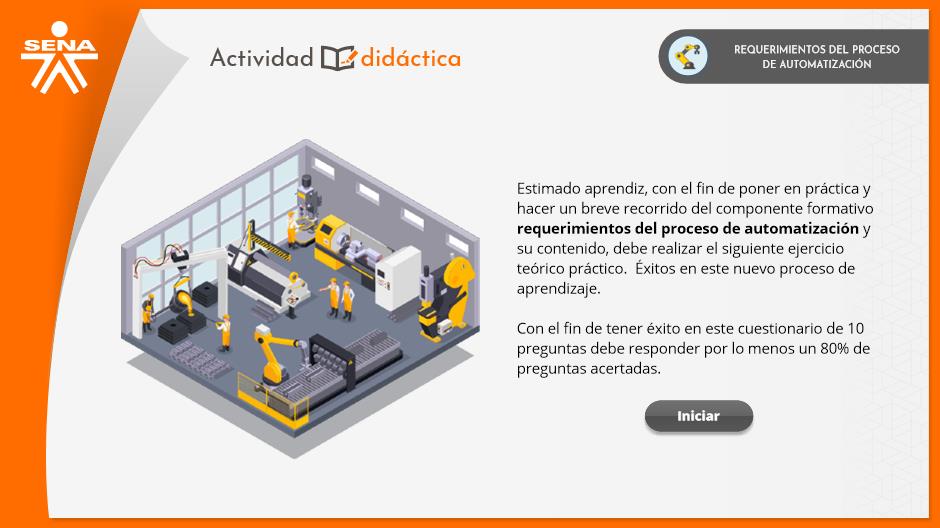 SENA
Actividad didáctica
REQUERIMIENTOS DEL PROCESO
DE AUTOMATIZACIÓN
Estimado aprendiz, con el fin de poner en práctica y
hacer un breve recorrido del componente formativo
requerimientos del proceso de automatización y
su contenido, debe realizar el siguiente ejercicio
teórico práctico.  Éxitos en este nuevo proceso de
aprendizaje.
Con el fin de tener éxito en este cuestionario de 10
preguntas debe responder por lo menos un 80% de
preguntas acertadas.
Iniciar